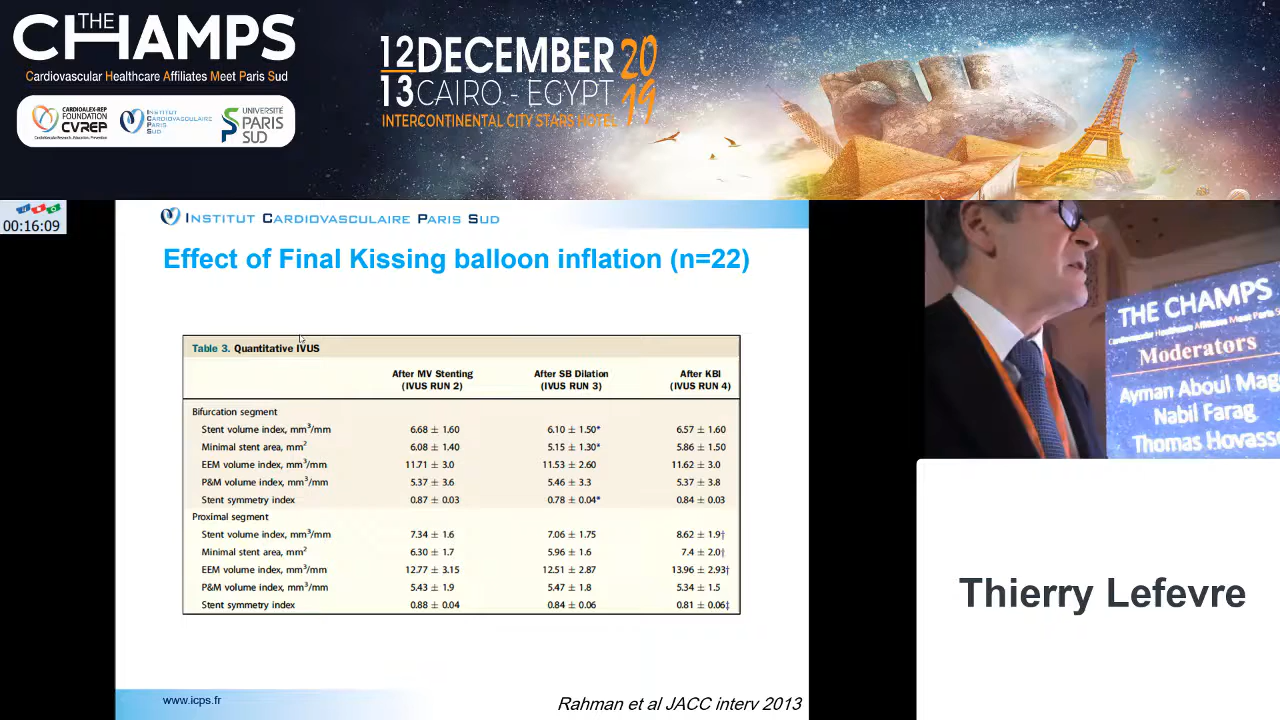 THE
CHAMPS
Cardiovascular Healthcare Affiliates Meet Paris Sud
CARDIOALEX-REP
FOUNDATION
CVREP
INSTITUT
CARDIOVASCULAIRE
PARIS
SUD
UNIVERSITÉ
PARIS
SUD
12 DECEMBER 2019
13 CAIRO - EGYPT
INTERCONTINENTAL CITY STARS HOTEL
00:16:09
INSTITUT CARDIOVASCULAIRE PARIS SUD
Effect of Final Kissing balloon inflation (n=22)
Table 3. Quantitative IVUS
After MV Stenting (IVUS RUN 2) After SB Dilation (IVUS RUN 3) After KBI (IVUS RUN 4)
Bifurcation segment
Stent volume index, mm³/mm 6.68 ± 1.60 6.10 ± 1.50* 6.57 ± 1.60
Minimal stent area, mm² 6.08 ± 1.40 5.15 ± 1.30* 5.86 ± 1.50
EEM volume index, mm³/mm 11.71 ± 3.0 11.53 ± 2.60 11.62 ± 3.0
P&M volume index, mm³/mm 5.37 ± 3.6 5.46 ± 3.3 5.37 ± 3.8
Stent symmetry index 0.87 ± 0.03 0.78 ± 0.04* 0.84 ± 0.03
Proximal segment
Stent volume index, mm³/mm 7.34 ± 1.6 7.06 ± 1.75 8.62 ± 1.9†
Minimal stent area, mm² 6.30 ± 1.7 5.96 ± 1.6 7.4 ± 2.0†
EEM volume index, mm³/mm 12.77 ± 3.15 12.51 ± 2.87 13.96 ± 2.93†
P&M volume index, mm³/mm 5.43 ± 1.9 5.47 ± 1.8 5.34 ± 1.5
Stent symmetry index 0.88 ± 0.04 0.84 ± 0.06 0.81 ± 0.06‡
www.icps.fr
Rahman et al JACC interv 2013
THE CHAMPS
Cardiovascular Healthcare Affiliates Meet Paris
Moderators
Ayman Aboul Mag
Nabil Farag
Thomas Hovass
Thierry Lefevre